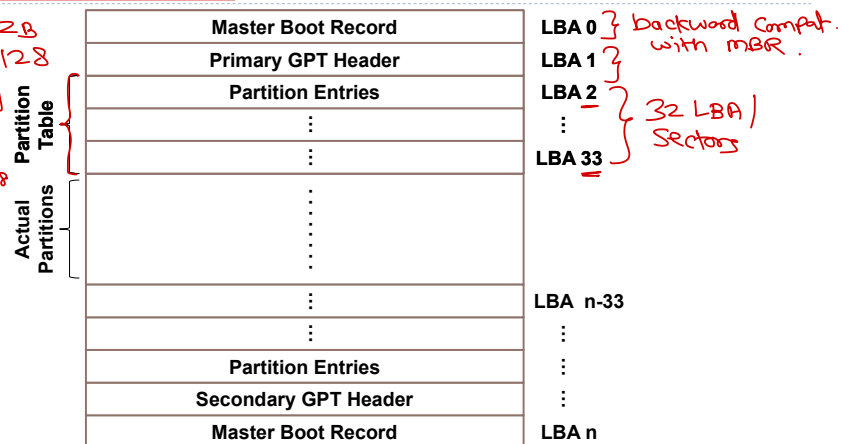 2B
128
Master Boot Record
LBA 0
backward Compat.
with MBR.
Primary GPT Header
LBA 1
Partition Entries
LBA 2
⋮
⋮
32 LBA /
Sectors
⋮
LBA 33
Partition
Table
8
Actual
Partitions
⋮
⋮
LBA n-33
⋮
⋮
Partition Entries
⋮
Secondary GPT Header
⋮
Master Boot Record
LBA n